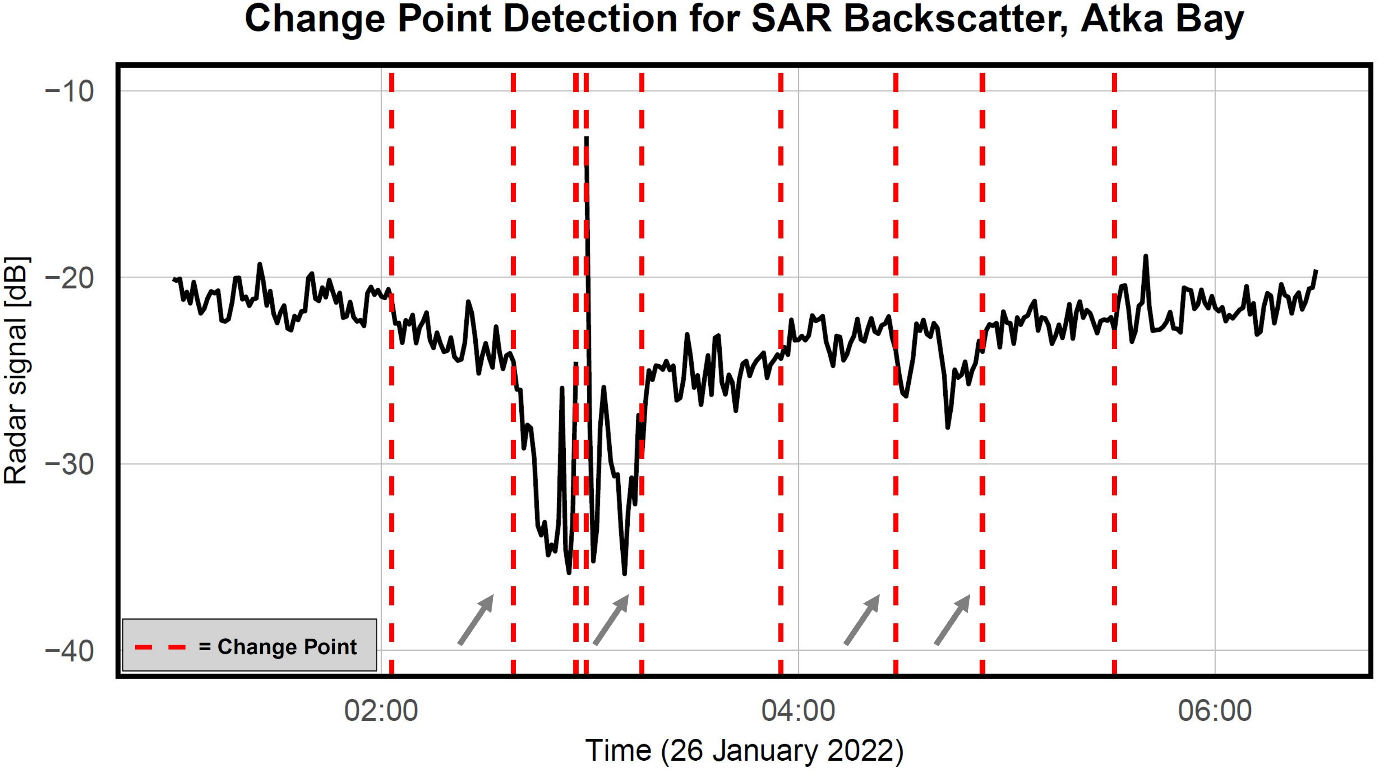 Change Point Detection for SAR Backscatter, Atka Bay
Radar signal [dB]
−10
−20
−30
−40
= Change Point
02:00 04:00 06:00
Time (26 January 2022)